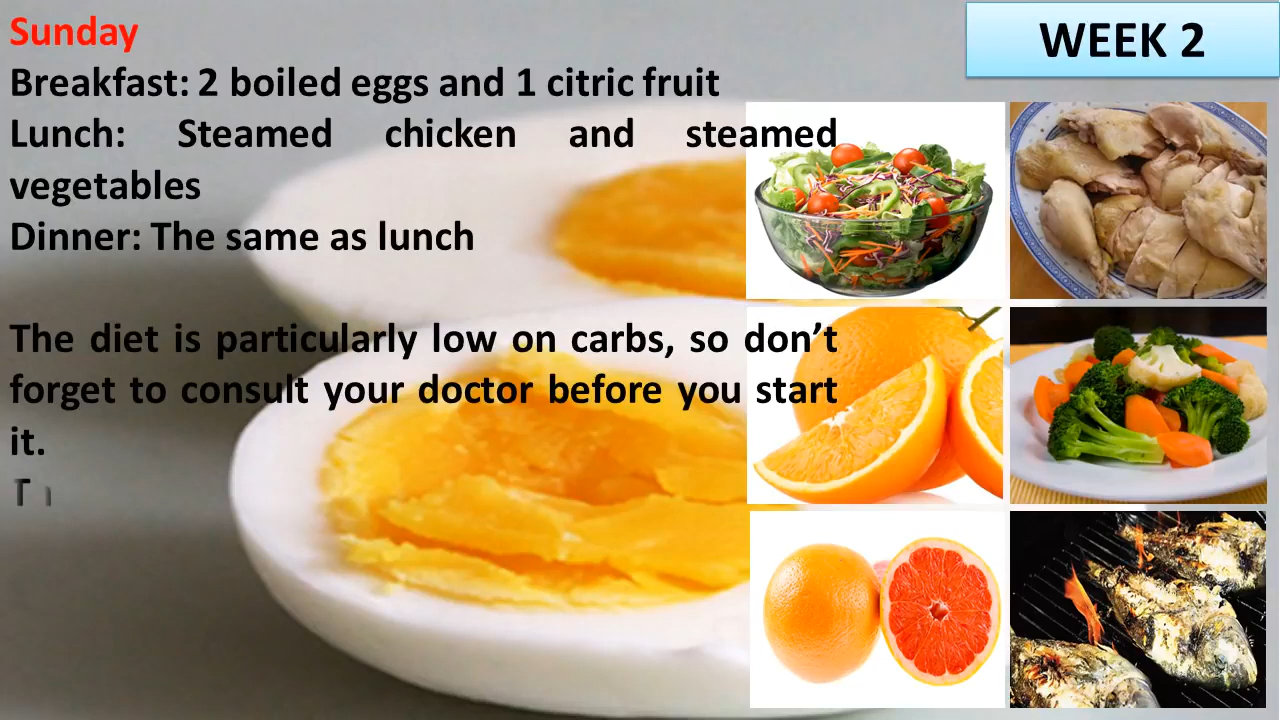 Sunday
WEEK 2
Breakfast: 2 boiled eggs and 1 citric fruit
Lunch: Steamed chicken and steamed
vegetables
Dinner: The same as lunch
The diet is particularly low on carbs, so don’t
forget to consult your doctor before you start
it.